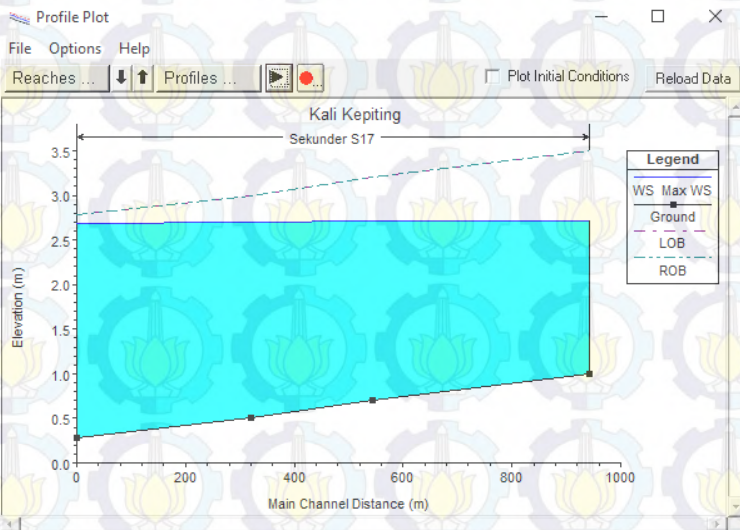 Profile Plot
File Options Help
Reaches ... Profiles ... Plot Initial Conditions Reload Data
Kali Kepiting
Sekunder S17
Legend
WS Max WS
Ground
LOB
ROB
Elevation (m)
3.5
3.0
2.5
2.0
1.5
1.0
0.5
0.0
0 200 400 600 800 1000
Main Channel Distance (m)